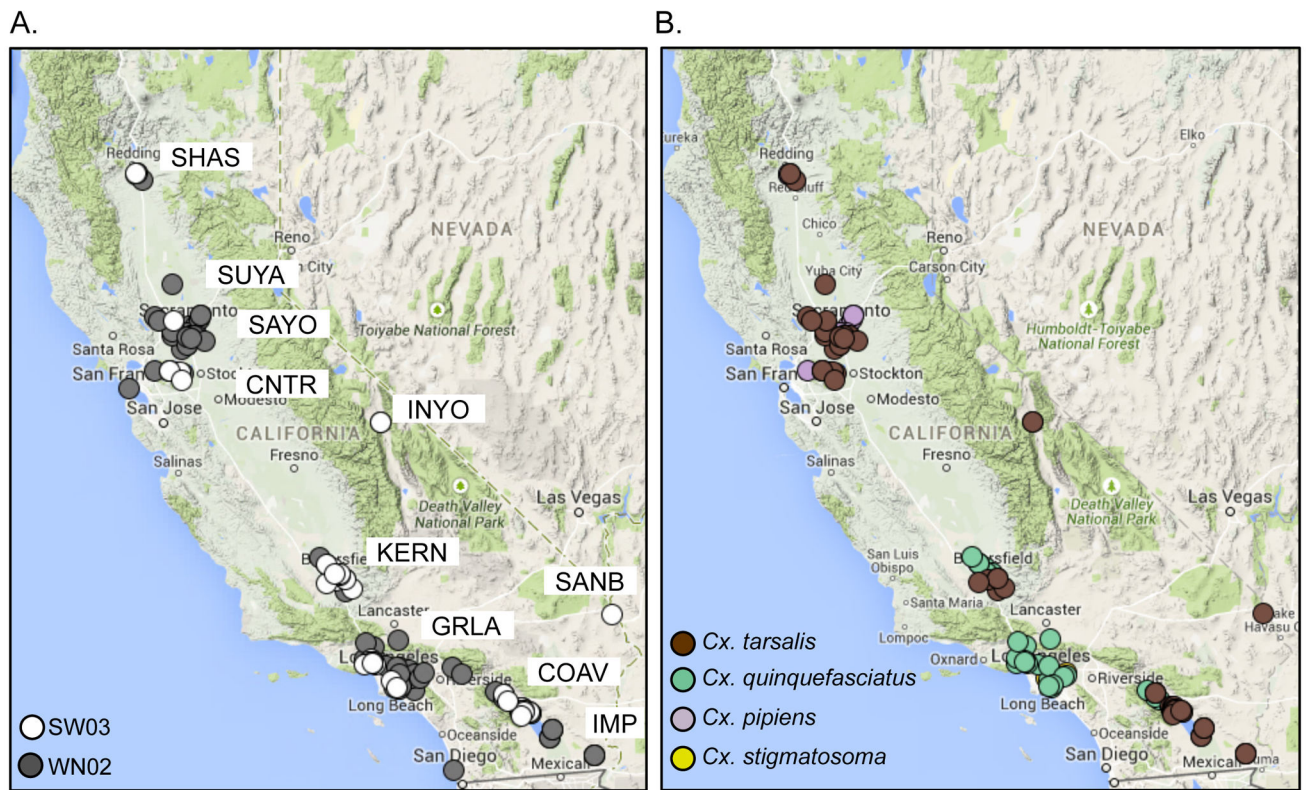 A.
SHAS
Redding
Reno
NEVADA
SUYA
Toiyabe National Forest
SAYO
Santa Rosa
San Fran
CNTR
Modesto
San Jose
INYO
CALIFORNIA
Salinas
Fresno
Death Valley
National Park
Las Vegas
KERN
SANB
Lancaster
GRLA
Riverside
COAV
Long Beach
IMP
Oceanside
San Diego
Mexicali
SW03
WN02
B.
Elko
Redding
Chico
NEVADA
Reno
Yuba City
Carson City
Humboldt-Toiyabe
National Forest
Santa Rosa
San Fran
Stockton
Modesto
San Jose
CALIFORNIA
Salinas
Fresno
Death Valley
National Park
Las Vegas
San Luis
Obispo
Santa Maria
Lancaster
Lompoc
Havasu C
Oxnard
Riverside
Long Beach
Oceanside
San Diego
Mexicali
Cx. tarsalis
Cx. quinquefasciatus
Cx. pipiens
Cx. stigmatosoma